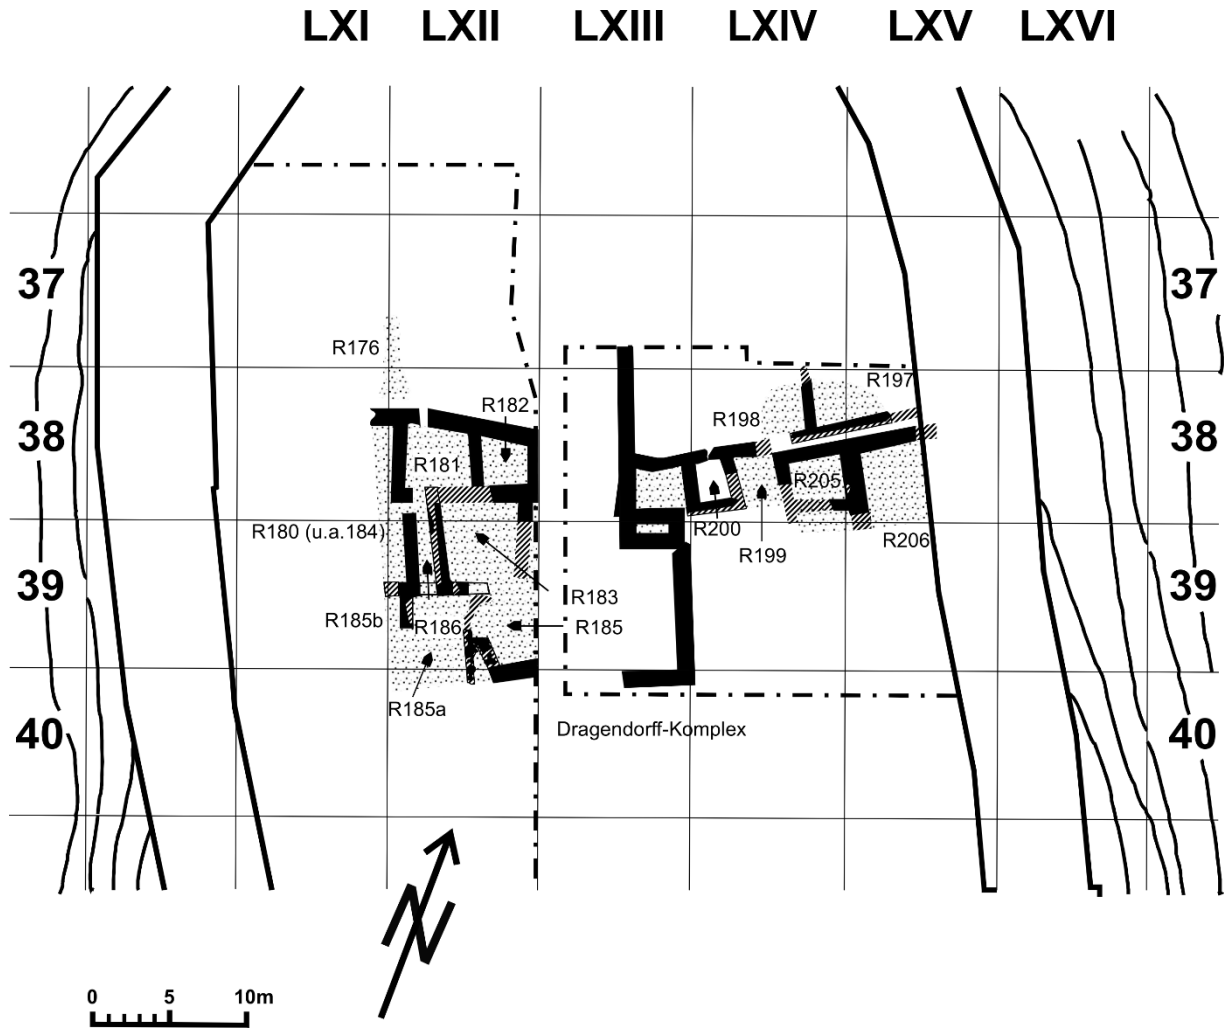 LXI LXII LXIII LXIV LXV LXVI
37 37
R176
R197
R182
R198
38 38
R181
R205
R180 (u.a.184)
R200
R199
R206
39 39
R183
R185b
R186
R185
R185a
40 40
Dragendorff-Komplex
N
0 5 10m